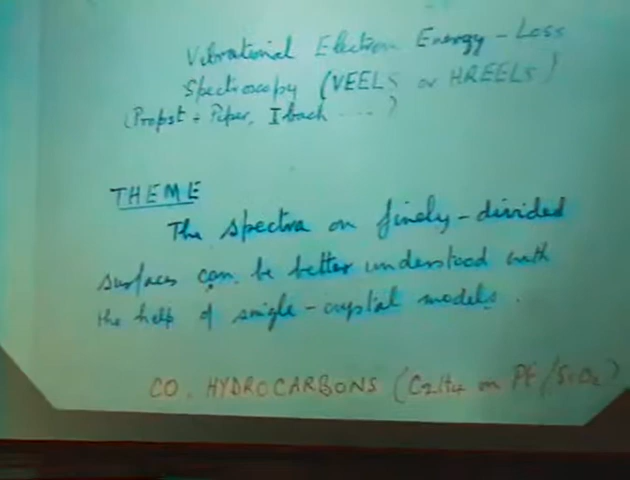 Vibrational Electron Energy-Loss
Spectroscopy (VEELS or HREELS)
(Propst + Piper, Ibach ....)
THEME
The spectra on finely-divided
surfaces can be better understood with
the help of single-crystal models.
CO, HYDROCARBONS (C2H4 on Pt/SiO2)